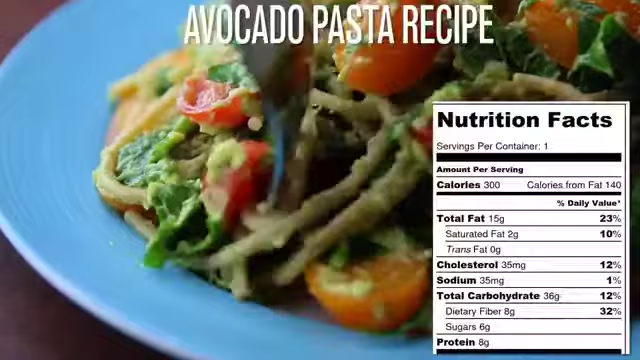 AVOCADO PASTA RECIPE
Nutrition Facts
Servings Per Container: 1
Amount Per Serving
Calories 300 Calories from Fat 140
% Daily Value*
Total Fat 15g 23%
Saturated Fat 2g 10%
Trans Fat 0g
Cholesterol 35mg 12%
Sodium 35mg 1%
Total Carbohydrate 36g 12%
Dietary Fiber 8g 32%
Sugars 6g
Protein 8g